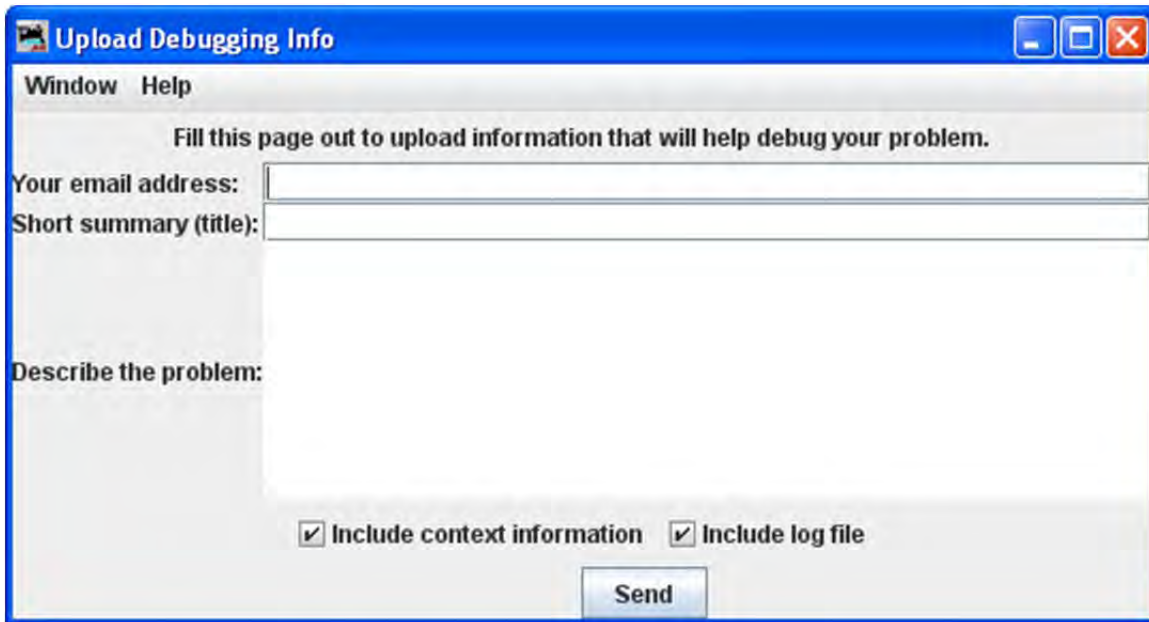 Upload Debugging Info
Window Help
Fill this page out to upload information that will help debug your problem.
Your email address:
Short summary (title):
Describe the problem:
Include context information Include log file
Send